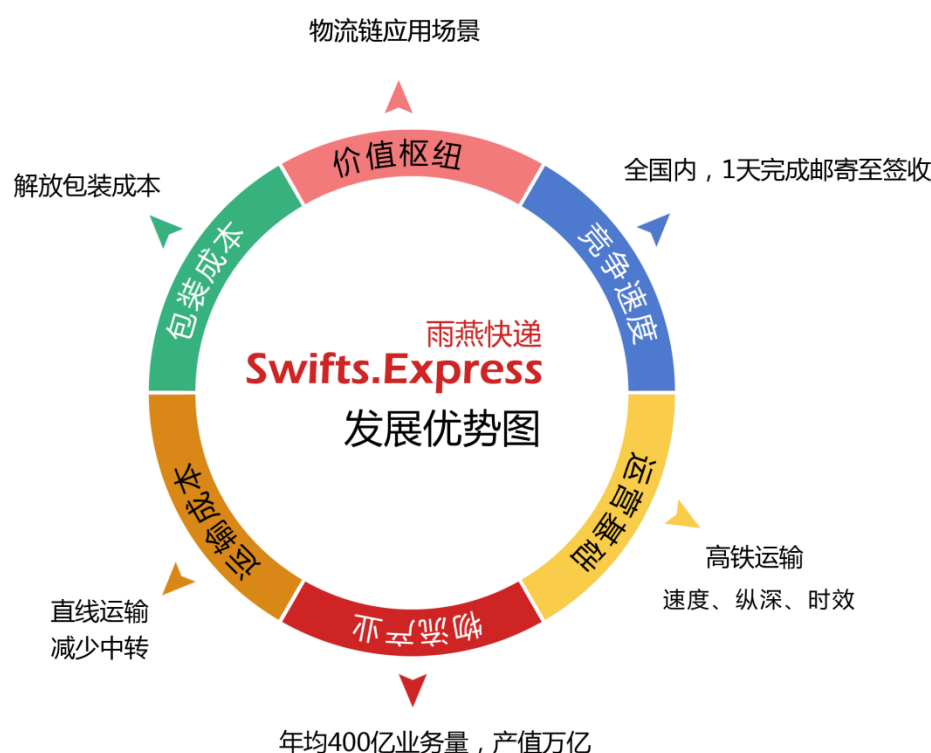 物流链应用场景
价值枢纽
全国内，1天完成邮寄至签收
竞争速度
解放包装成本
包装成本
雨燕快递
Swifts.Express
发展优势图
运营基础
高铁运输
速度、纵深、时效
运输成本
直线运输
减少中转
物流产业
年均400亿业务量，产值万亿